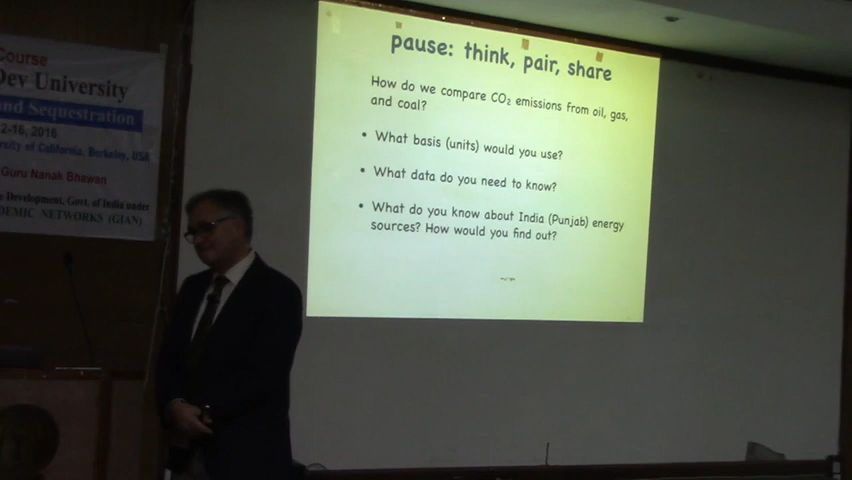 Course
Dev University
and Sequestration
2-16, 2016
University of California, Berkeley, USA
Guru Nanak Bhawan
Development, Govt. of India under
DEMIC NETWORKS (GIAN)
pause: think, pair, share
How do we compare CO₂ emissions from oil, gas,
and coal?
• What basis (units) would you use?
• What data do you need to know?
• What do you know about India (Punjab) energy
sources? How would you find out?